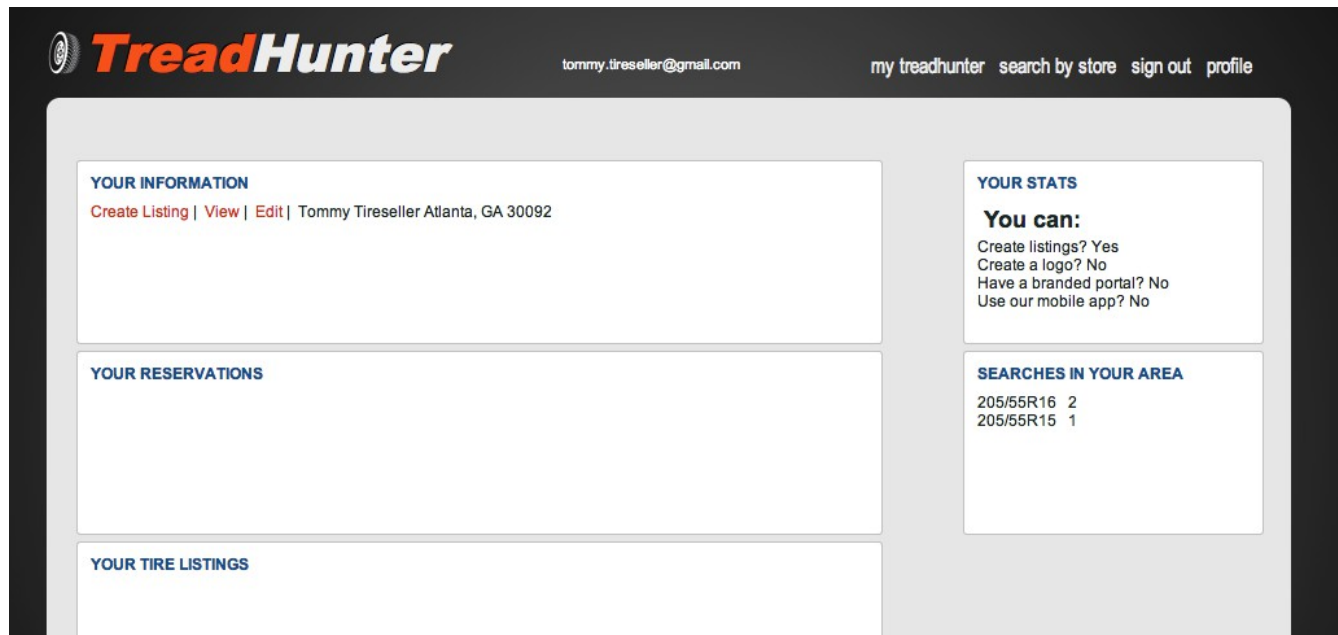 TreadHunter
tommy.tireseller@gmail.com
my treadhunter search by store sign out profile
YOUR INFORMATION
Create Listing | View | Edit | Tommy Tireseller Atlanta, GA 30092
YOUR STATS
You can:
Create listings? Yes
Create a logo? No
Have a branded portal? No
Use our mobile app? No
YOUR RESERVATIONS
SEARCHES IN YOUR AREA
205/55R16 2
205/55R15 1
YOUR TIRE LISTINGS